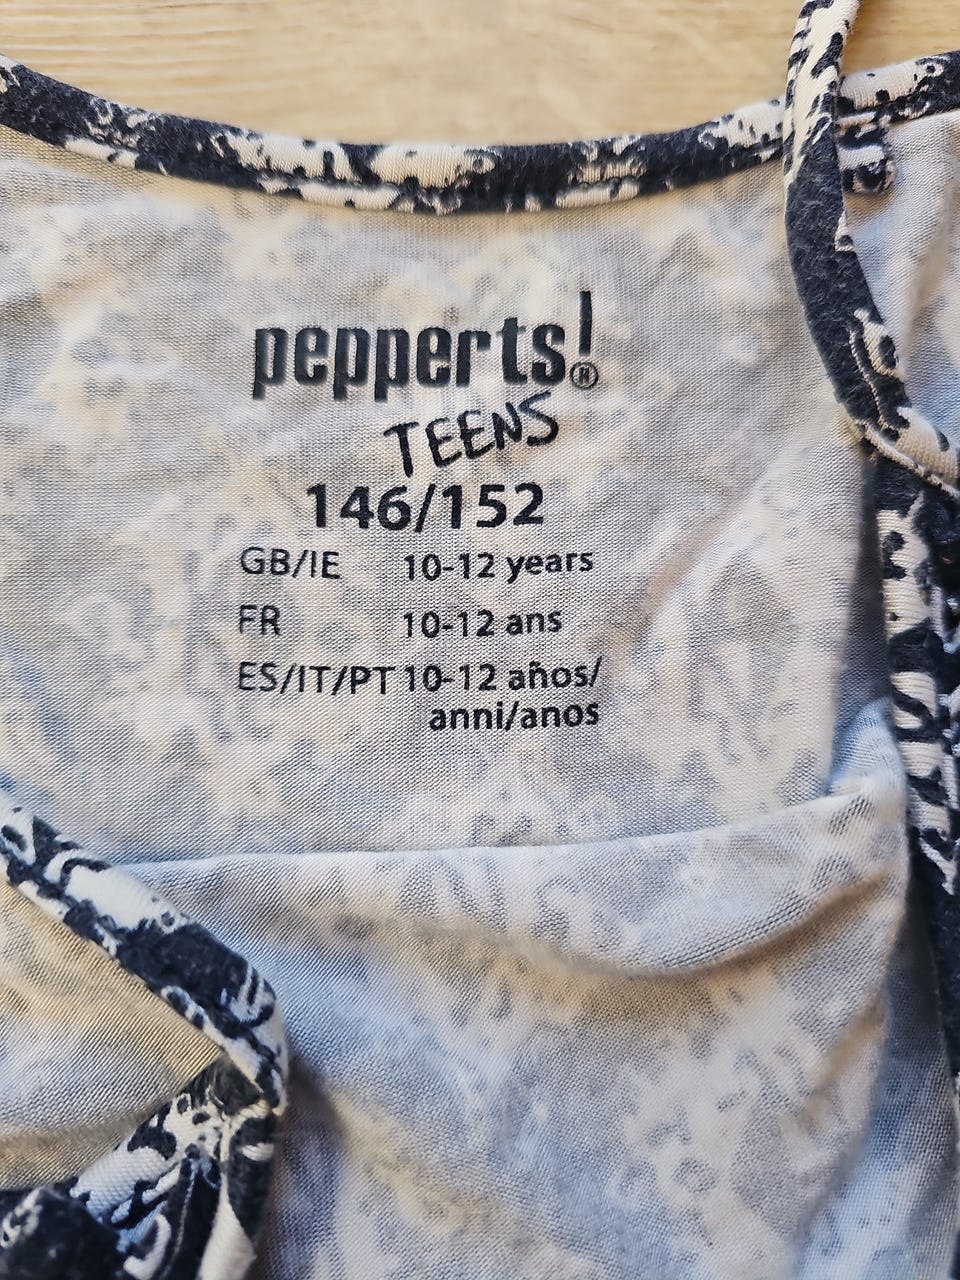 pepperts!®
TEENS
146/152
GB/IE 10-12 years
FR 10-12 ans
ES/IT/PT 10-12 años/
anni/anos